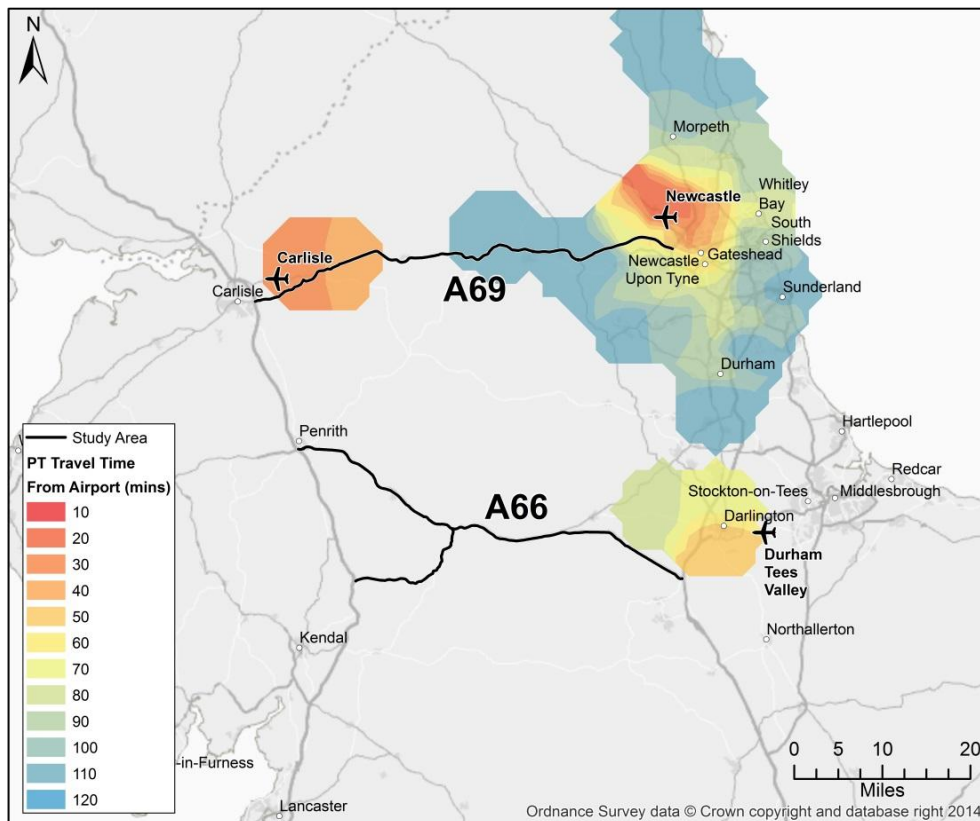 N
Morpeth
Newcastle
Whitley
Bay
South
Shields
Gateshead
Newcastle
Upon Tyne
Carlisle
Carlisle
A69
Sunderland
Durham
Hartlepool
Penrith
Redcar
Stockton-on-Tees
Middlesbrough
A66
Darlington
Durham
Tees
Valley
Northallerton
Kendal
-in-Furness
Lancaster
Study Area
PT Travel Time
From Airport (mins)
10
20
30
40
50
60
70
80
90
100
110
120
0 5 10 20
Miles
Ordnance Survey data © Crown copyright and database right 2014